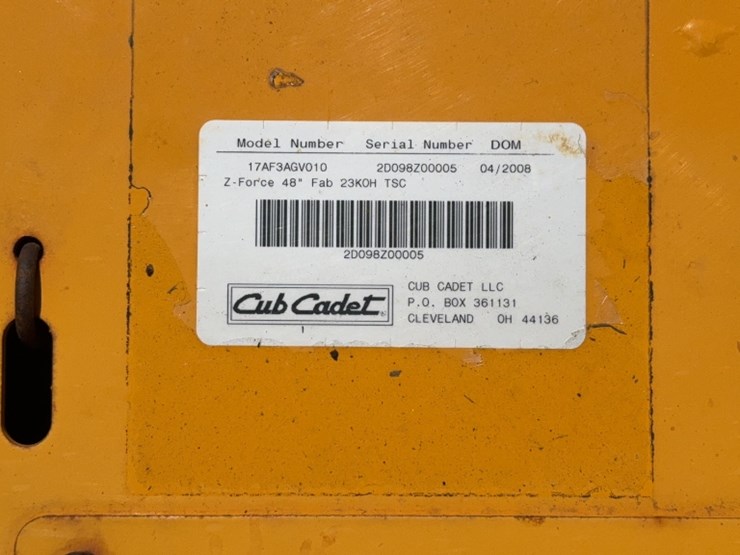 Model Number Serial Number DOM
17AF3AGV010 2D098Z00005 04/2008
Z-Force 48" Fab 23KOH TSC
2D098Z00005
Cub Cadet
CUB CADET LLC
P.O. BOX 361131
CLEVELAND OH 44136